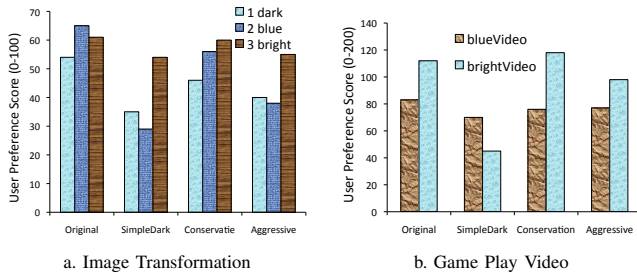 User Preference Score (0-100)
70
60
50
40
30
20
10
0
1 dark
2 blue
3 bright
Original SimpleDark Conservatie Aggressive
a. Image Transformation
User Preference Score (0-200)
140
120
100
80
60
40
20
0
blueVideo
brightVideo
Original SimpleDark Conservation Aggressive
b. Game Play Video